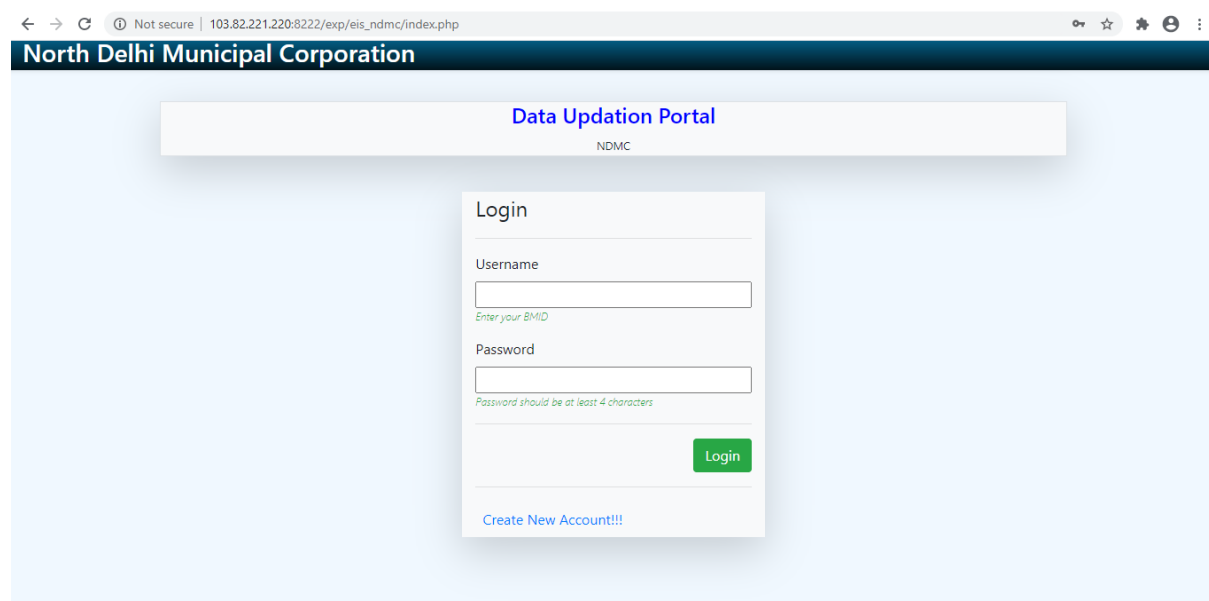 Not secure | 103.82.221.220:8222/exp/eis_ndmc/index.php
North Delhi Municipal Corporation
Data Updation Portal
NDMC
Login
Username
Enter your BMID
Password
Password should be at least 4 characters
Login
Create New Account!!!